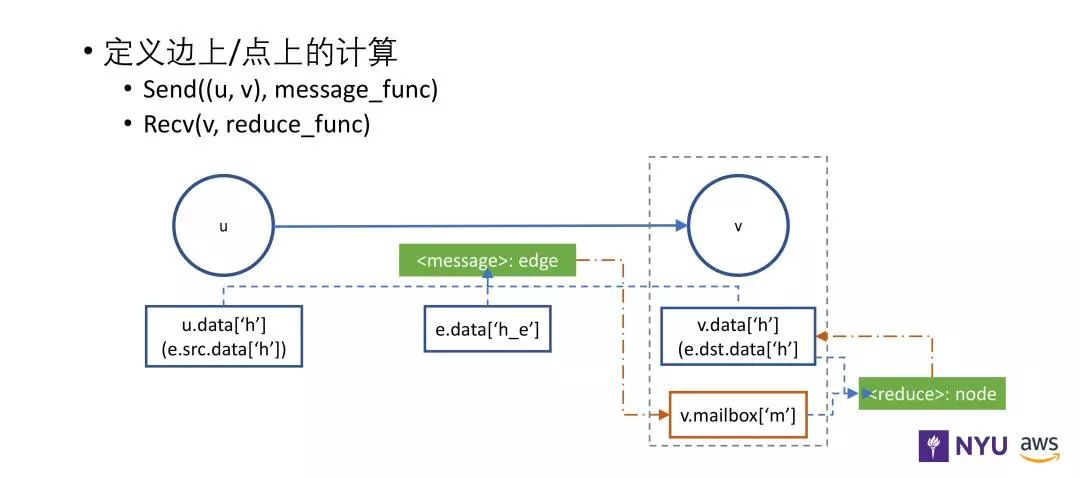 • 定义边上/点上的计算
• Send((u, v), message_func)
• Recv(v, reduce_func)
u
v
<message>: edge
u.data[‘h’]
(e.src.data[‘h’])
e.data[‘h_e’]
v.data[‘h’]
(e.dst.data[‘h’]
<reduce>: node
v.mailbox[‘m’]
NYU
aws